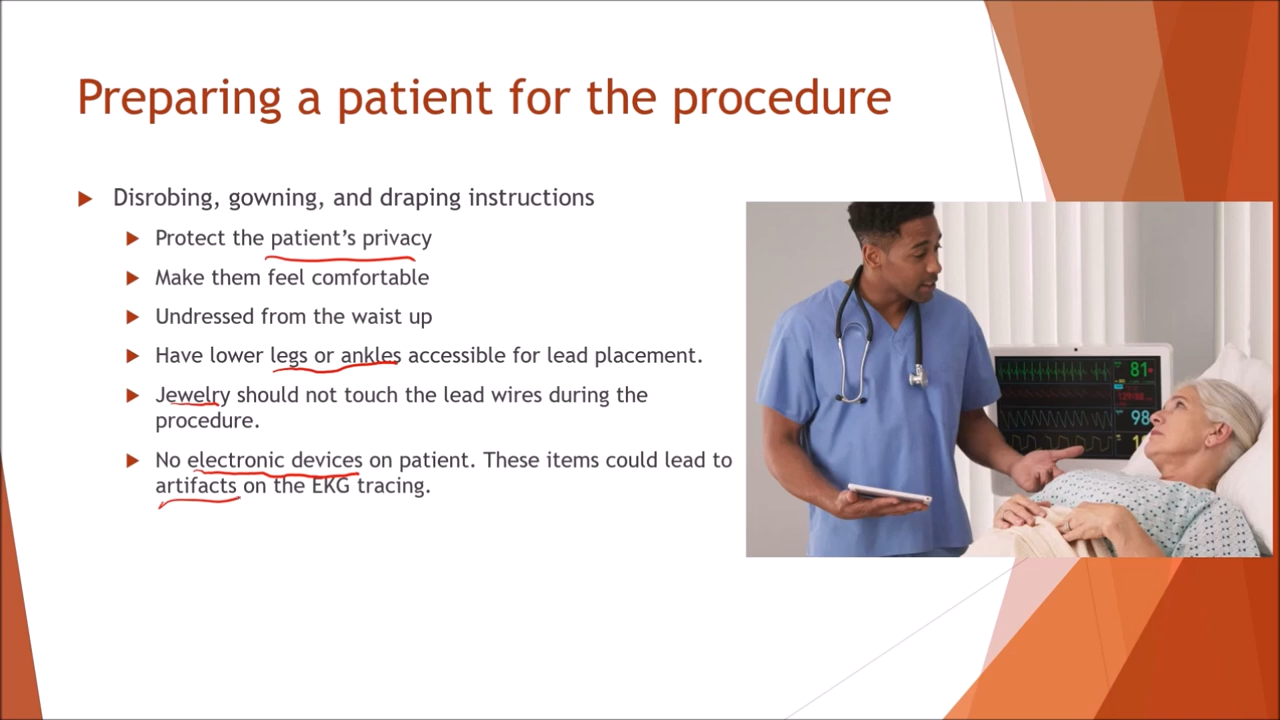 Preparing a patient for the procedure
Disrobing, gowning, and draping instructions
Protect the patient's privacy
Make them feel comfortable
Undressed from the waist up
Have lower legs or ankles accessible for lead placement.
Jewelry should not touch the lead wires during the
procedure.
No electronic devices on patient. These items could lead to
artifacts on the EKG tracing.
81
98